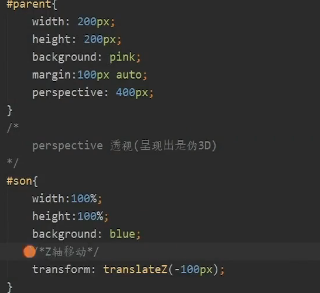 #parent{
width: 200px;
height: 200px;
background: pink;
margin:100px auto;
perspective: 400px;
}
/*
perspective 透视(呈现出是伪3D)
*/
#son{
width:100%;
height:100%;
background: blue;
/*Z轴移动*/
transform: translateZ(-100px);
}